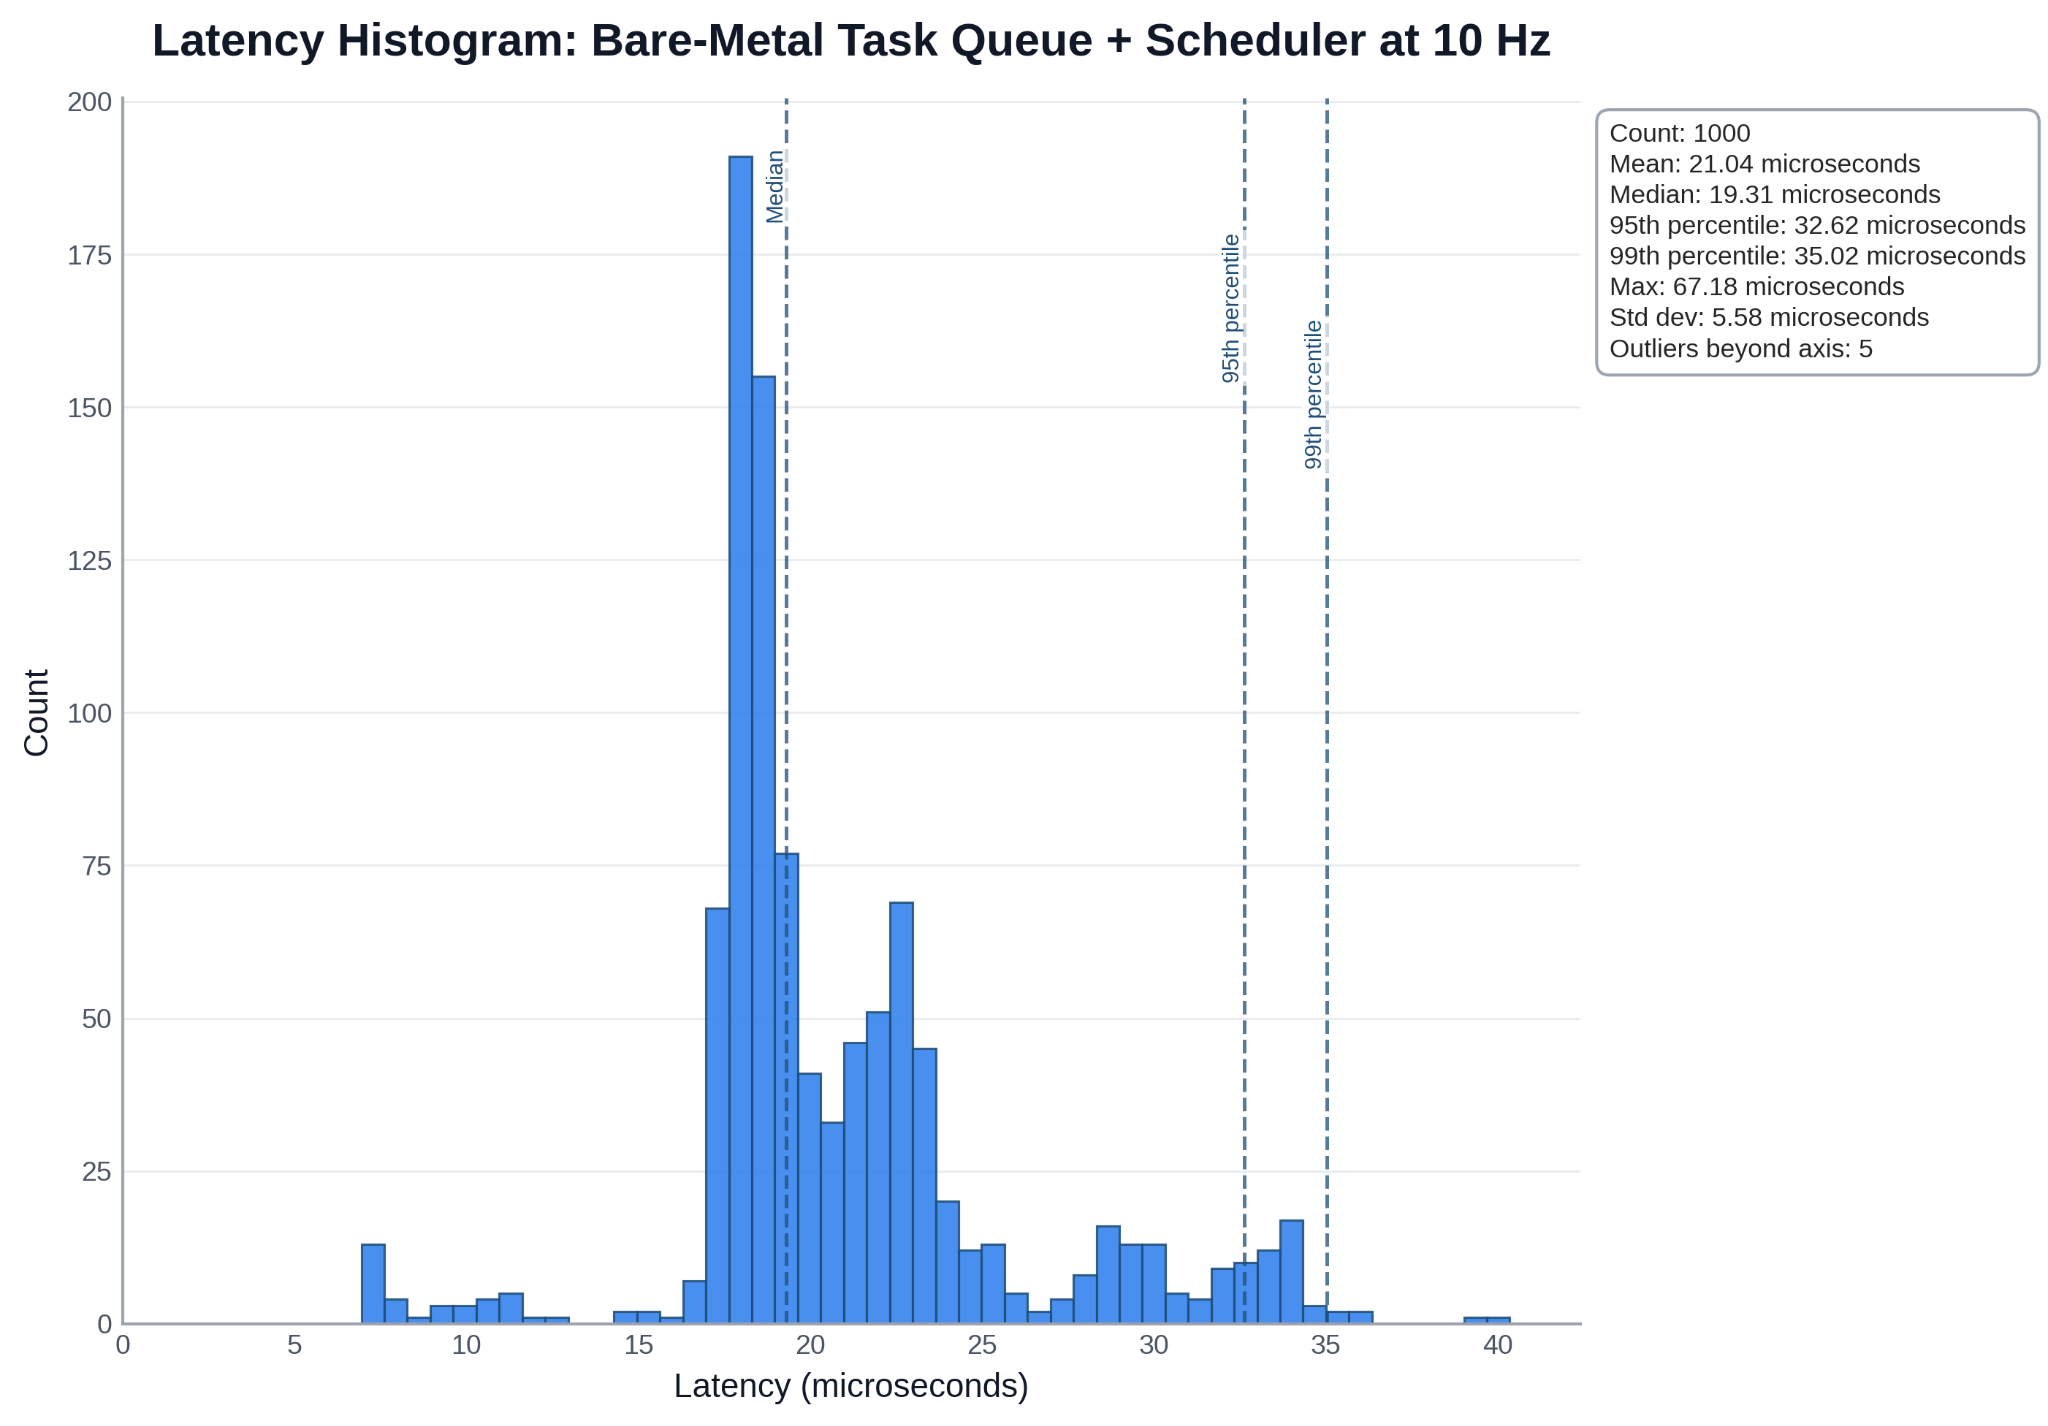 Latency Histogram: Bare-Metal Task Queue + Scheduler at 10 Hz
Count
200
175
150
125
100
75
50
25
0
0 5 10 15 20 25 30 35 40
Latency (microseconds)
Median
95th percentile
99th percentile
Count: 1000
Mean: 21.04 microseconds
Median: 19.31 microseconds
95th percentile: 32.62 microseconds
99th percentile: 35.02 microseconds
Max: 67.18 microseconds
Std dev: 5.58 microseconds
Outliers beyond axis: 5